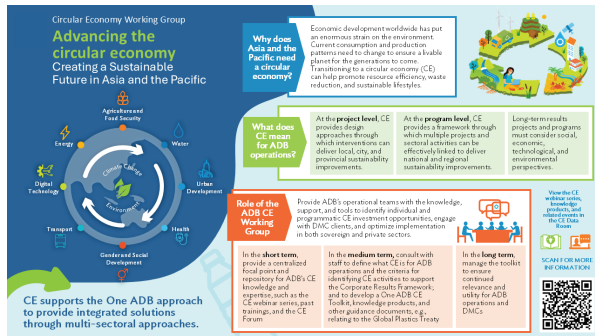 Circular Economy Working Group
Advancing the
circular economy
Creating a Sustainable
Future in Asia and the Pacific
Agriculture and
Food Security
Energy
Water
Climate Change
Environment
Digital
Technology
Urban
Development
Transport
Health
Gender and Social
Development
CE supports the One ADB approach
to provide integrated solutions
through multi-sectoral approaches.
Why does
Asia and the
Pacific need
a circular
economy?
Economic development worldwide has put
an enormous strain on the environment.
Current consumption and production
patterns need to change to ensure a livable
planet for the generations to come.
Transitioning to a circular economy (CE)
can help promote resource efficiency, waste
reduction, and sustainable lifestyles.
What does
CE mean
for ADB
operations?
At the project level, CE
provides design
approaches through
which interventions can
deliver local, city, and
provincial sustainability
improvements.
At the program level, CE
provides a framework through
which multiple projects and
sectoral activities can be
effectively linked to deliver
national and regional
sustainability improvements.
Long-term results
projects and programs
must consider social,
economic,
technological, and
environmental
perspectives.
Role of the
ADB CE
Working
Group
Provide ADB's operational teams with the knowledge,
support, and tools to identify individual and
programmatic CE investment opportunities, engage
with DMC clients, and optimize implementation
in both sovereign and private sectors.
In the short term,
provide a centralized
focal point and
repository for ADB's CE
knowledge and
expertise, such as the
CE webinar series, past
trainings, and the CE
Forum
In the medium term, consult with
staff to define what CE is for ADB
operations and the criteria for
identifying CE activities to support
the Corporate Results Framework;
and to develop a One ADB CE
Toolkit, knowledge products, and
other guidance documents, e.g.,
relating to the Global Plastics Treaty
In the long term,
manage the toolkit to
ensure continued
relevance and utility
for ADB operations
and DMCs
View the CE
webinar series,
knowledge
products, and
related events
in the CE Data
Room
SCAN FOR MORE
INFORMATION